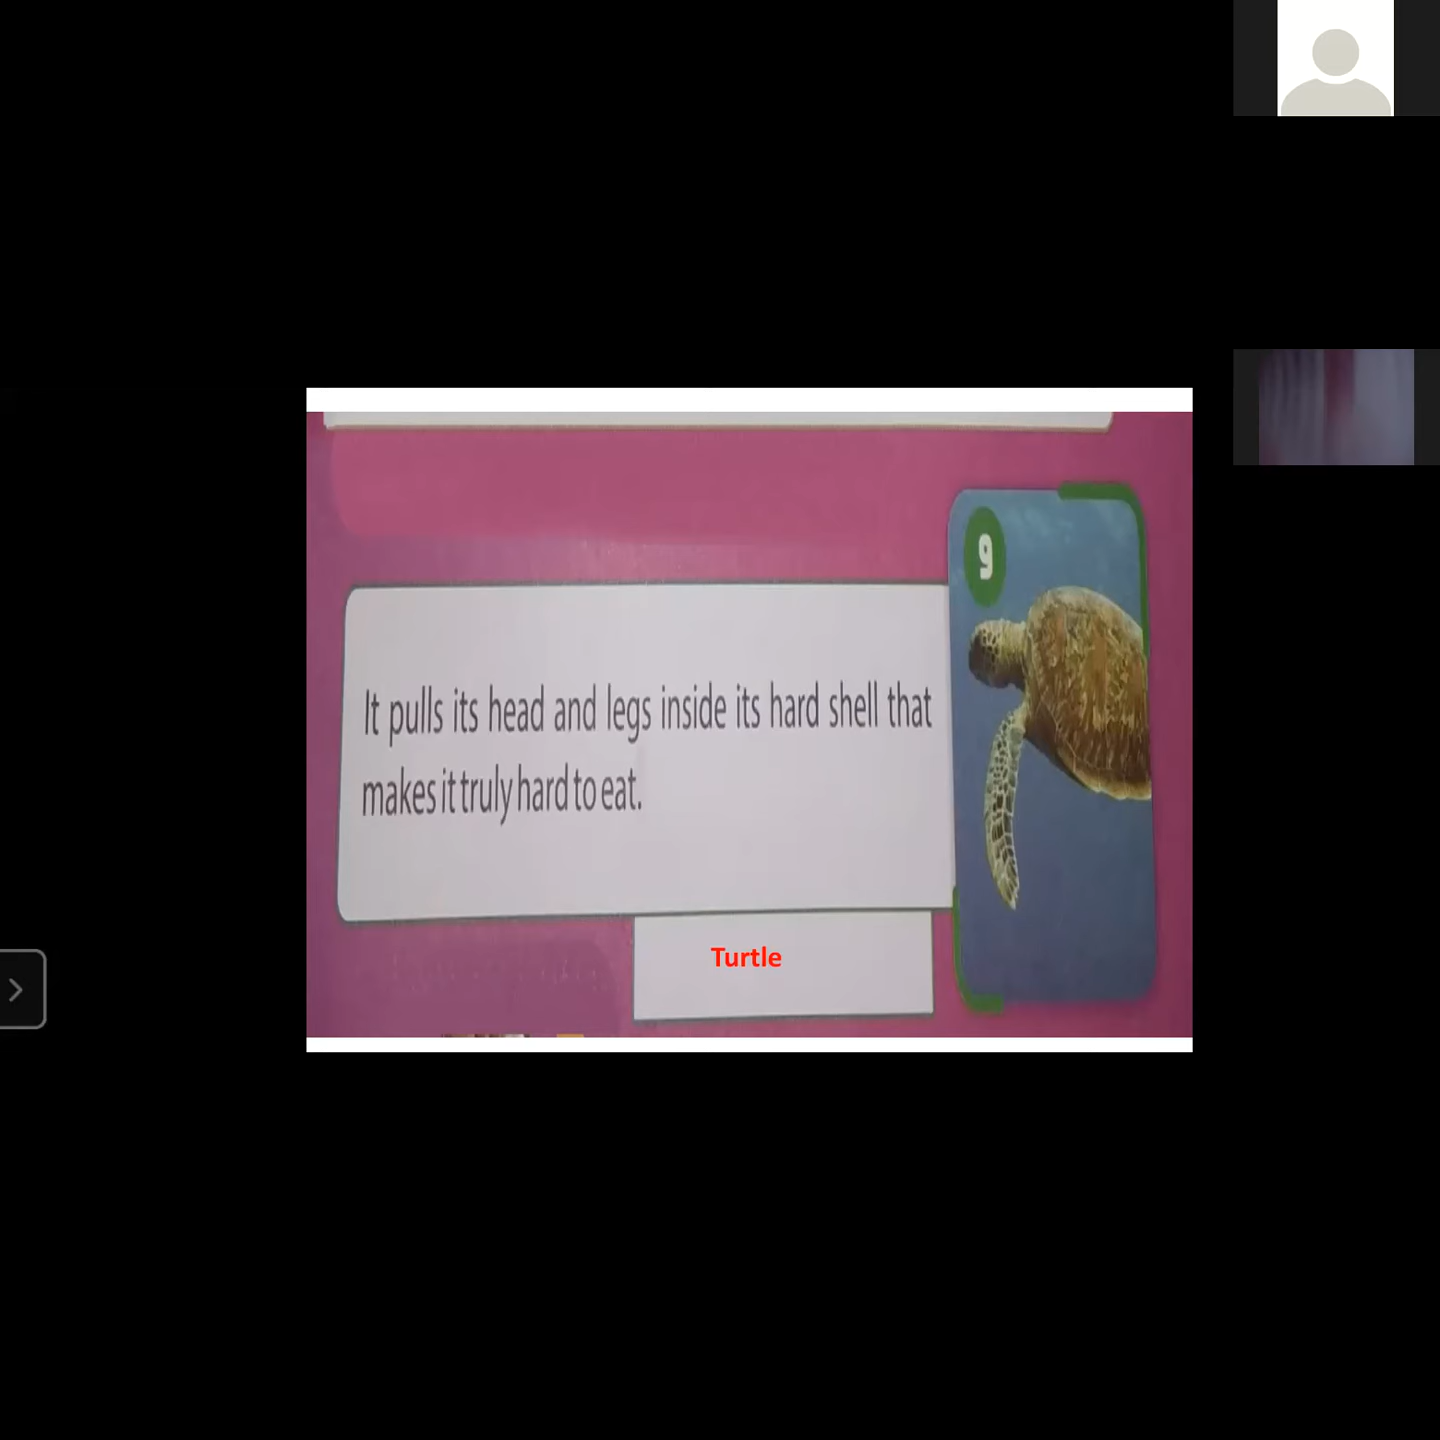 9
It pulls its head and legs inside its hard shell that
makes it truly hard to eat.
Turtle